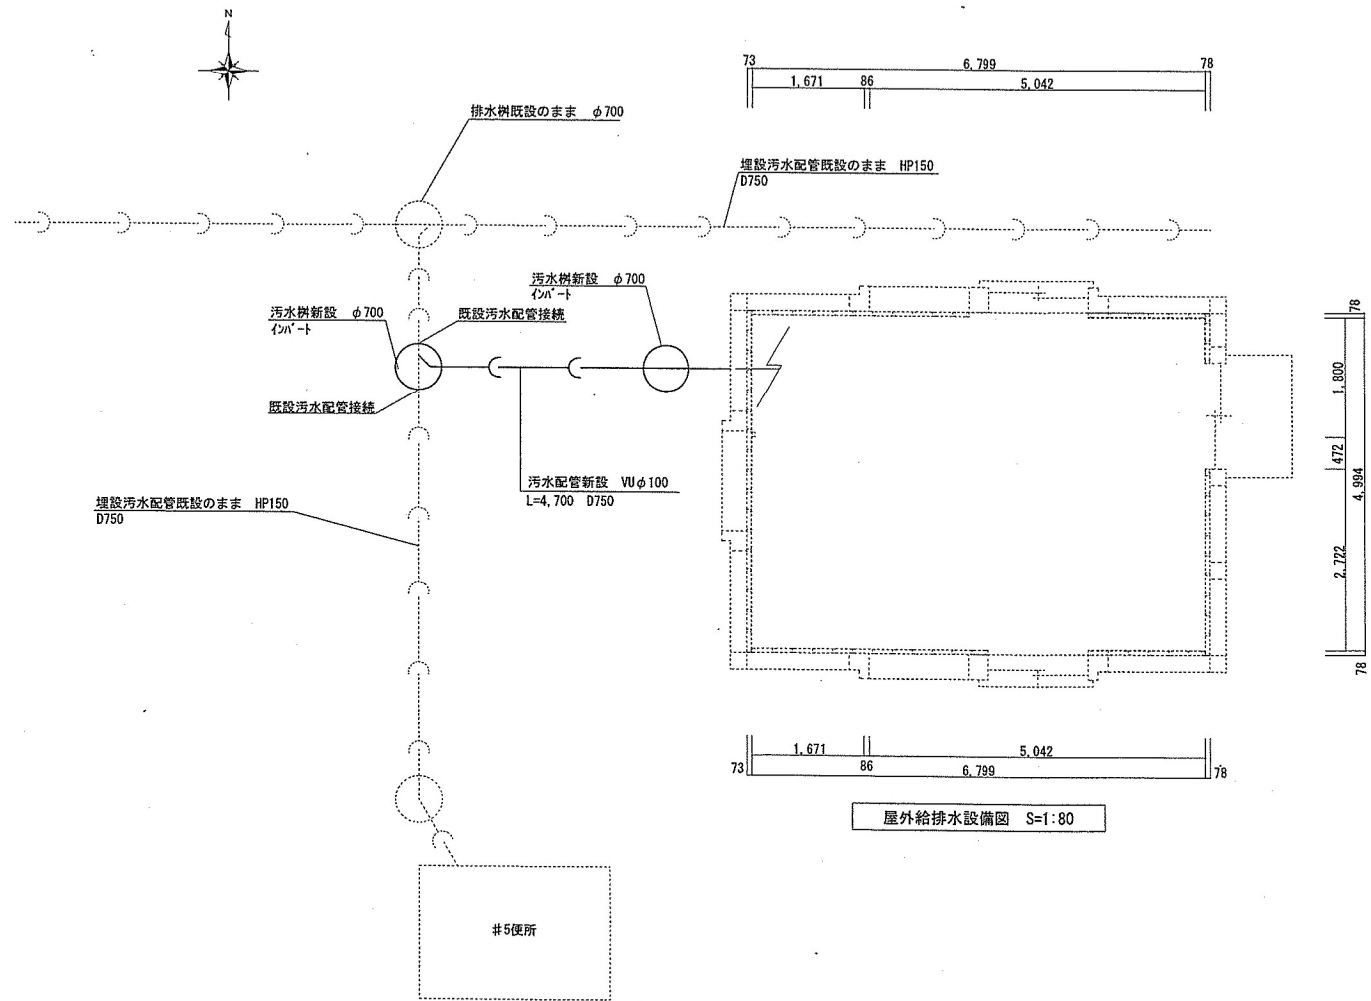 N
73 6,799 78
1,671 86 5,042
排水桝既設のまま φ700
埋設汚水配管既設のまま HP150
D750
汚水桝新設 φ700
インバート
汚水桝新設 φ700
インバート
既設汚水配管接続
既設汚水配管接続
汚水配管新設 VUφ100
L=4,700 D750
埋設汚水配管既設のまま HP150
D750
78
1,800
472
4,994
2,722
78
1,671 5,042
73 86 6,799 78
屋外給排水設備図 S=1:80
#5便所